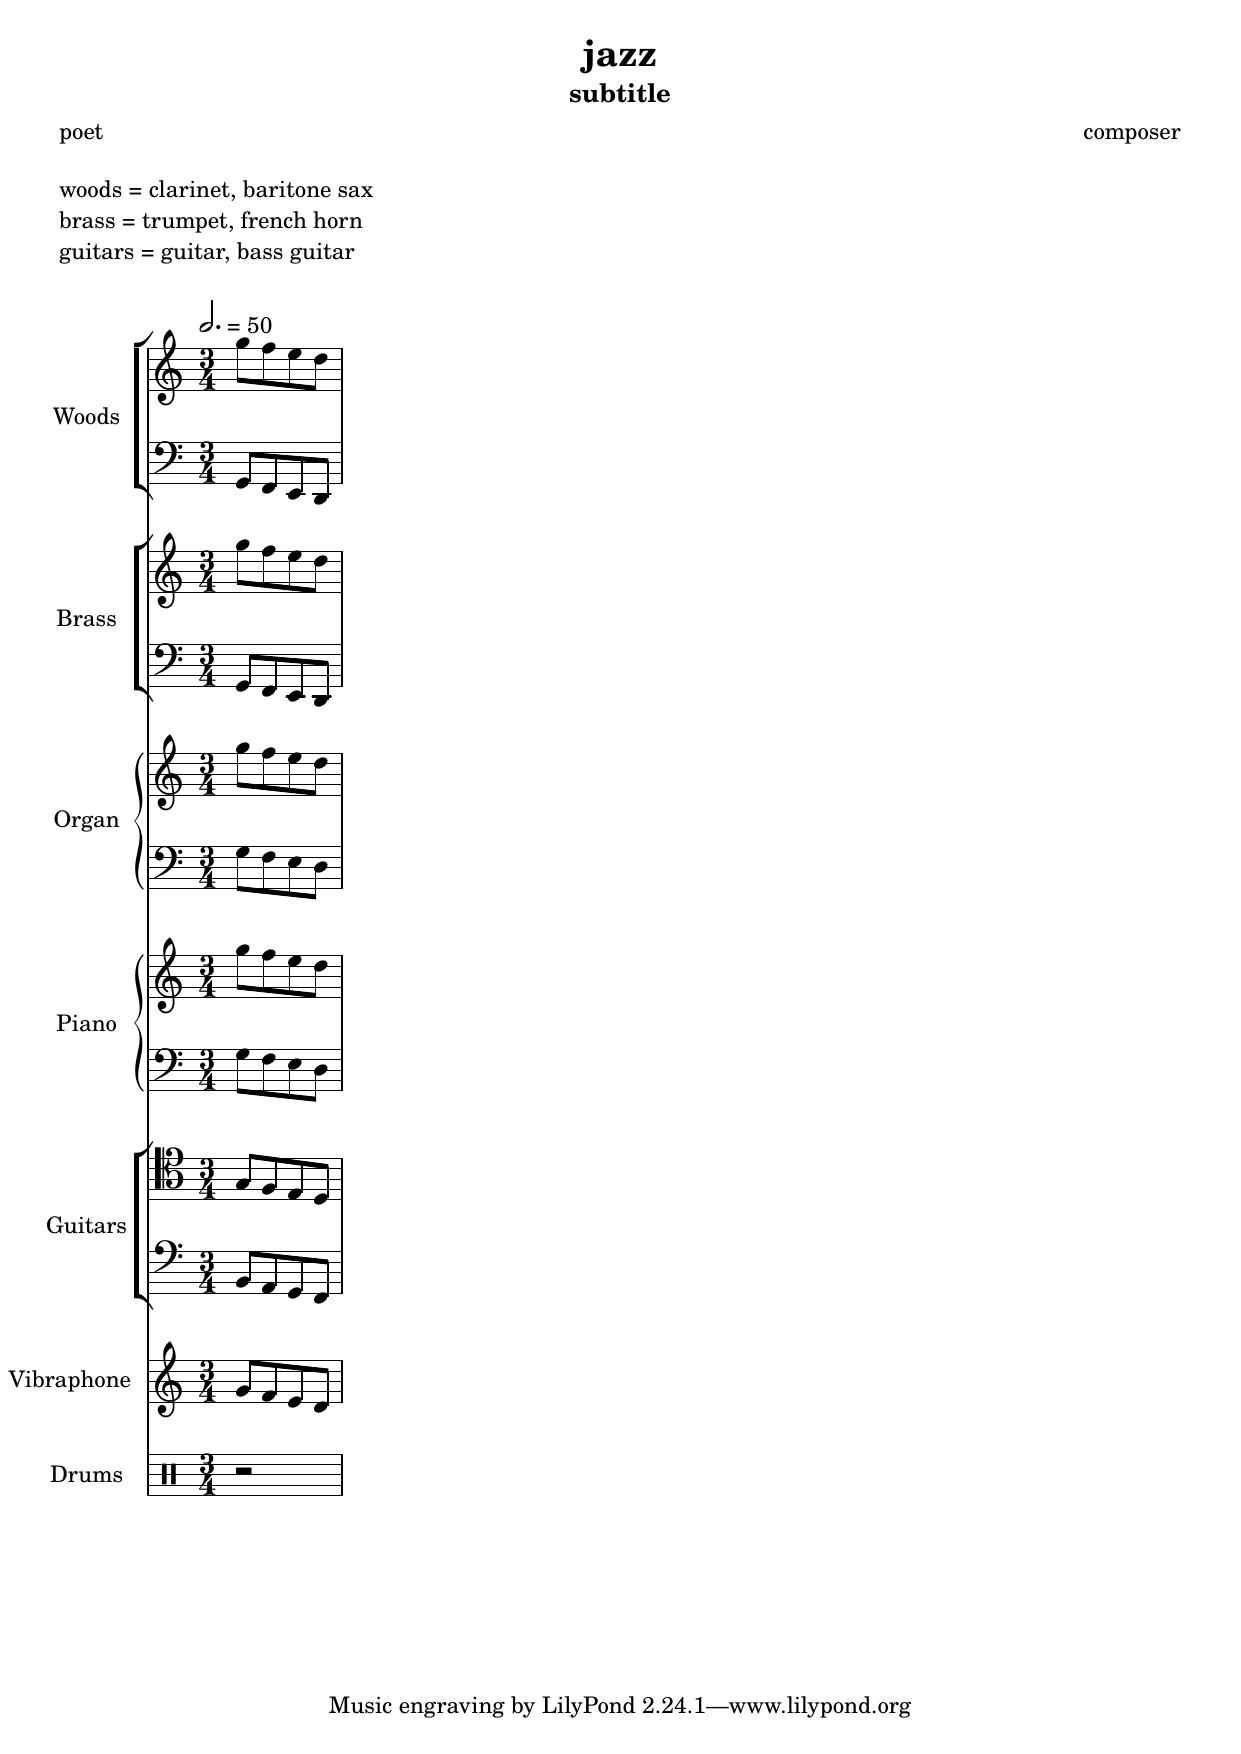 jazz
subtitle
poet composer
woods = clarinet, baritone sax
brass = trumpet, french horn
guitars = guitar, bass guitar
= 50
Woods
Brass
Organ
Piano
Guitars
Vibraphone
Drums
Music engraving by LilyPond 2.24.1—www.lilypond.org